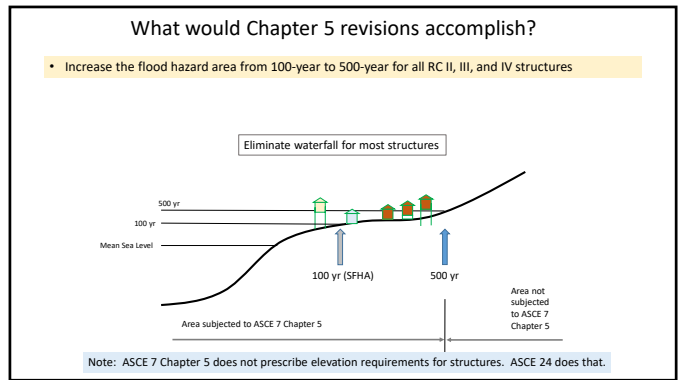 What would Chapter 5 revisions accomplish?
• Increase the flood hazard area from 100-year to 500-year for all RC II, III, and IV structures
Eliminate waterfall for most structures
500 yr
100 yr
Mean Sea Level
100 yr (SFHA)
500 yr
Area not
subjected
to ASCE 7
Chapter 5
Area subjected to ASCE 7 Chapter 5
Note: ASCE 7 Chapter 5 does not prescribe elevation requirements for structures. ASCE 24 does that.